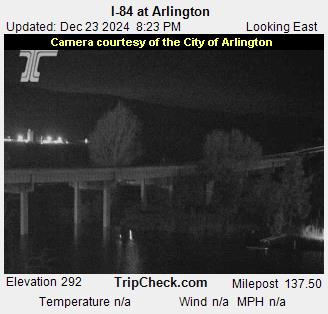 I-84 at Arlington
Updated: Dec 23 2024 8:23 PM Looking East
Camera courtesy of the City of Arlington
Elevation 292 TripCheck.com Milepost 137.50
Temperature n/a Wind n/a MPH n/a